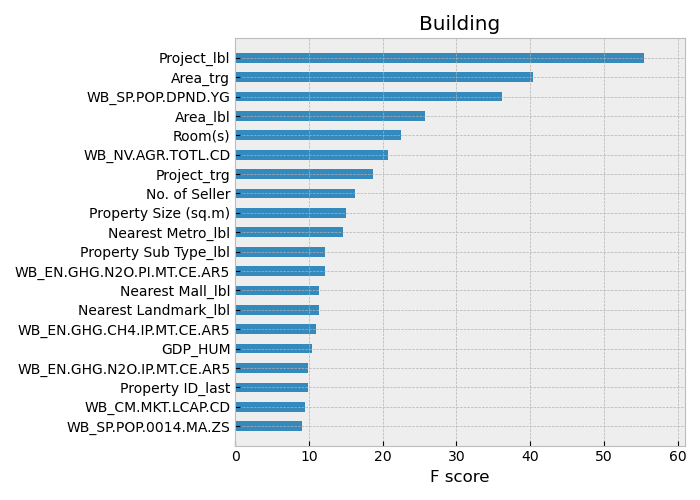 Building
Project_lbl
Area_trg
WB_SP.POP.DPND.YG
Area_lbl
Room(s)
WB_NV.AGR.TOTL.CD
Project_trg
No. of Seller
Property Size (sq.m)
Nearest Metro_lbl
Property Sub Type_lbl
WB_EN.GHG.N2O.PI.MT.CE.AR5
Nearest Mall_lbl
Nearest Landmark_lbl
WB_EN.GHG.CH4.IP.MT.CE.AR5
GDP_HUM
WB_EN.GHG.N2O.IP.MT.CE.AR5
Property ID_last
WB_CM.MKT.LCAP.CD
WB_SP.POP.0014.MA.ZS
0 10 20 30 40 50 60
F score